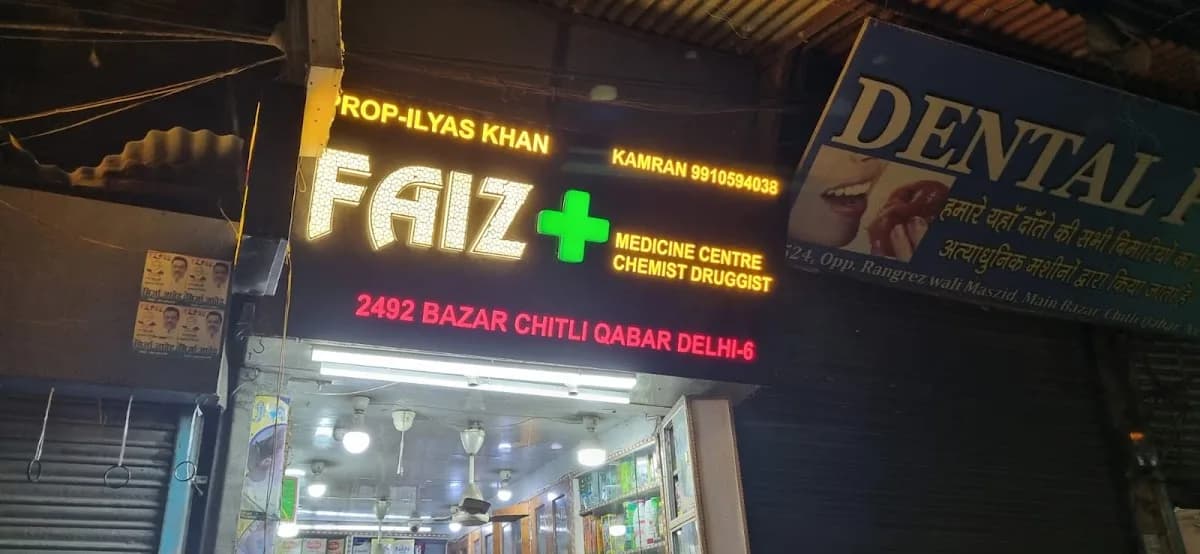 PROP-ILYAS KHAN
KAMRAN 9910594038
FAIZ
MEDICINE CENTRE
CHEMIST DRUGGIST
2492 BAZAR CHITLI QABAR DELHI-6
DENTAL
हमारे यहाँ दाँतो की सभी बिमारियों का
अत्याधुनिक मशीनों द्वारा किया जाता है
524, Opp. Rangrez wali Maszid, Main Bazar, Chitli Qabar